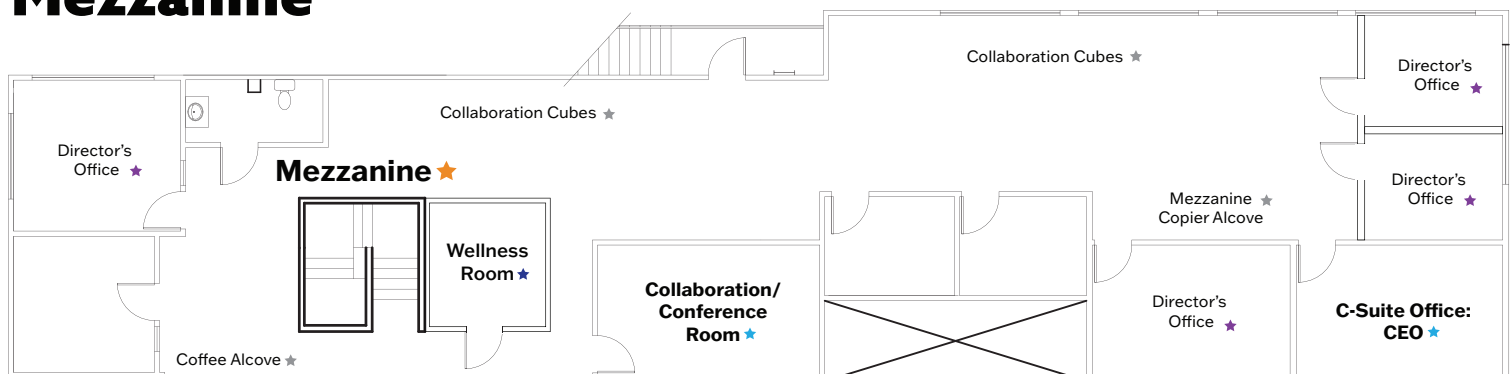 Mezzanine
Collaboration Cubes
Director's
Office
Collaboration Cubes
Director's
Office
Mezzanine
Director's
Office
Mezzanine
Copier Alcove
Wellness
Room
Collaboration/
Conference
Room
Director's
Office
C-Suite Office:
CEO
Coffee Alcove